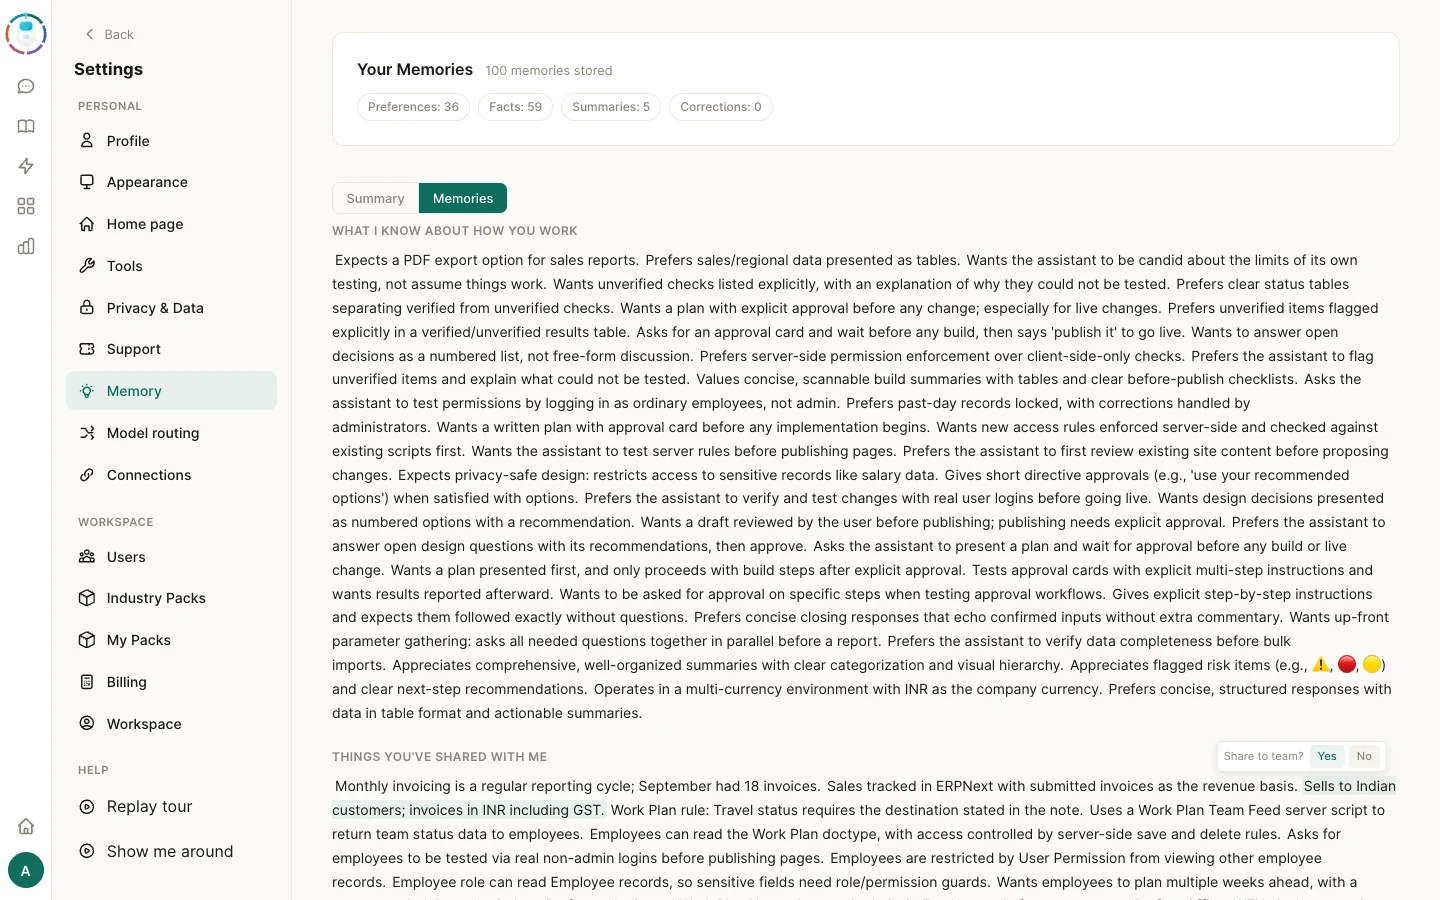 Back
Settings
PERSONAL
Profile
Appearance
Home page
Tools
Privacy & Data
Support
Memory
Model routing
Connections
WORKSPACE
Users
Industry Packs
My Packs
Billing
Workspace
HELP
Replay tour
Show me around
A
Your Memories 100 memories stored
Preferences: 36 Facts: 59 Summaries: 5 Corrections: 0
Summary Memories
WHAT I KNOW ABOUT HOW YOU WORK
Expects a PDF export option for sales reports. Prefers sales/regional data presented as tables. Wants the assistant to be candid about the limits of its own
testing, not assume things work. Wants unverified checks listed explicitly, with an explanation of why they could not be tested. Prefers clear status tables
separating verified from unverified checks. Wants a plan with explicit approval before any change; especially for live changes. Prefers unverified items flagged
explicitly in a verified/unverified results table. Asks for an approval card and wait before any build, then says 'publish it' to go live. Wants to answer open
decisions as a numbered list, not free-form discussion. Prefers server-side permission enforcement over client-side-only checks. Prefers the assistant to flag
unverified items and explain what could not be tested. Values concise, scannable build summaries with tables and clear before-publish checklists. Asks the
assistant to test permissions by logging in as ordinary employees, not admin. Prefers past-day records locked, with corrections handled by
administrators. Wants a written plan with approval card before any implementation begins. Wants new access rules enforced server-side and checked against
existing scripts first. Wants the assistant to test server rules before publishing pages. Prefers the assistant to first review existing site content before proposing
changes. Expects privacy-safe design: restricts access to sensitive records like salary data. Gives short directive approvals (e.g., 'use your recommended
options') when satisfied with options. Prefers the assistant to verify and test changes with real user logins before going live. Wants design decisions presented
as numbered options with a recommendation. Wants a draft reviewed by the user before publishing; publishing needs explicit approval. Prefers the assistant to
answer open design questions with its recommendations, then approve. Asks the assistant to present a plan and wait for approval before any build or live
change. Wants a plan presented first, and only proceeds with build steps after explicit approval. Tests approval cards with explicit multi-step instructions and
wants results reported afterward. Wants to be asked for approval on specific steps when testing approval workflows. Gives explicit step-by-step instructions
and expects them followed exactly without questions. Prefers concise closing responses that echo confirmed inputs without extra commentary. Wants up-front
parameter gathering: asks all needed questions together in parallel before a report. Prefers the assistant to verify data completeness before bulk
imports. Appreciates comprehensive, well-organized summaries with clear categorization and visual hierarchy. Appreciates flagged risk items (e.g., ⚠️, 🔴, 🟡)
and clear next-step recommendations. Operates in a multi-currency environment with INR as the company currency. Prefers concise, structured responses with
data in table format and actionable summaries.
THINGS YOU'VE SHARED WITH ME
Share to team? Yes No
Monthly invoicing is a regular reporting cycle; September had 18 invoices. Sales tracked in ERPNext with submitted invoices as the revenue basis. Sells to Indian
customers; invoices in INR including GST. Work Plan rule: Travel status requires the destination stated in the note. Uses a Work Plan Team Feed server script to
return team status data to employees. Employees can read the Work Plan doctype, with access controlled by server-side save and delete rules. Asks for
employees to be tested via real non-admin logins before publishing pages. Employees are restricted by User Permission from viewing other employee
records. Employee role can read Employee records, so sensitive fields need role/permission guards. Wants employees to plan multiple weeks ahead, with a